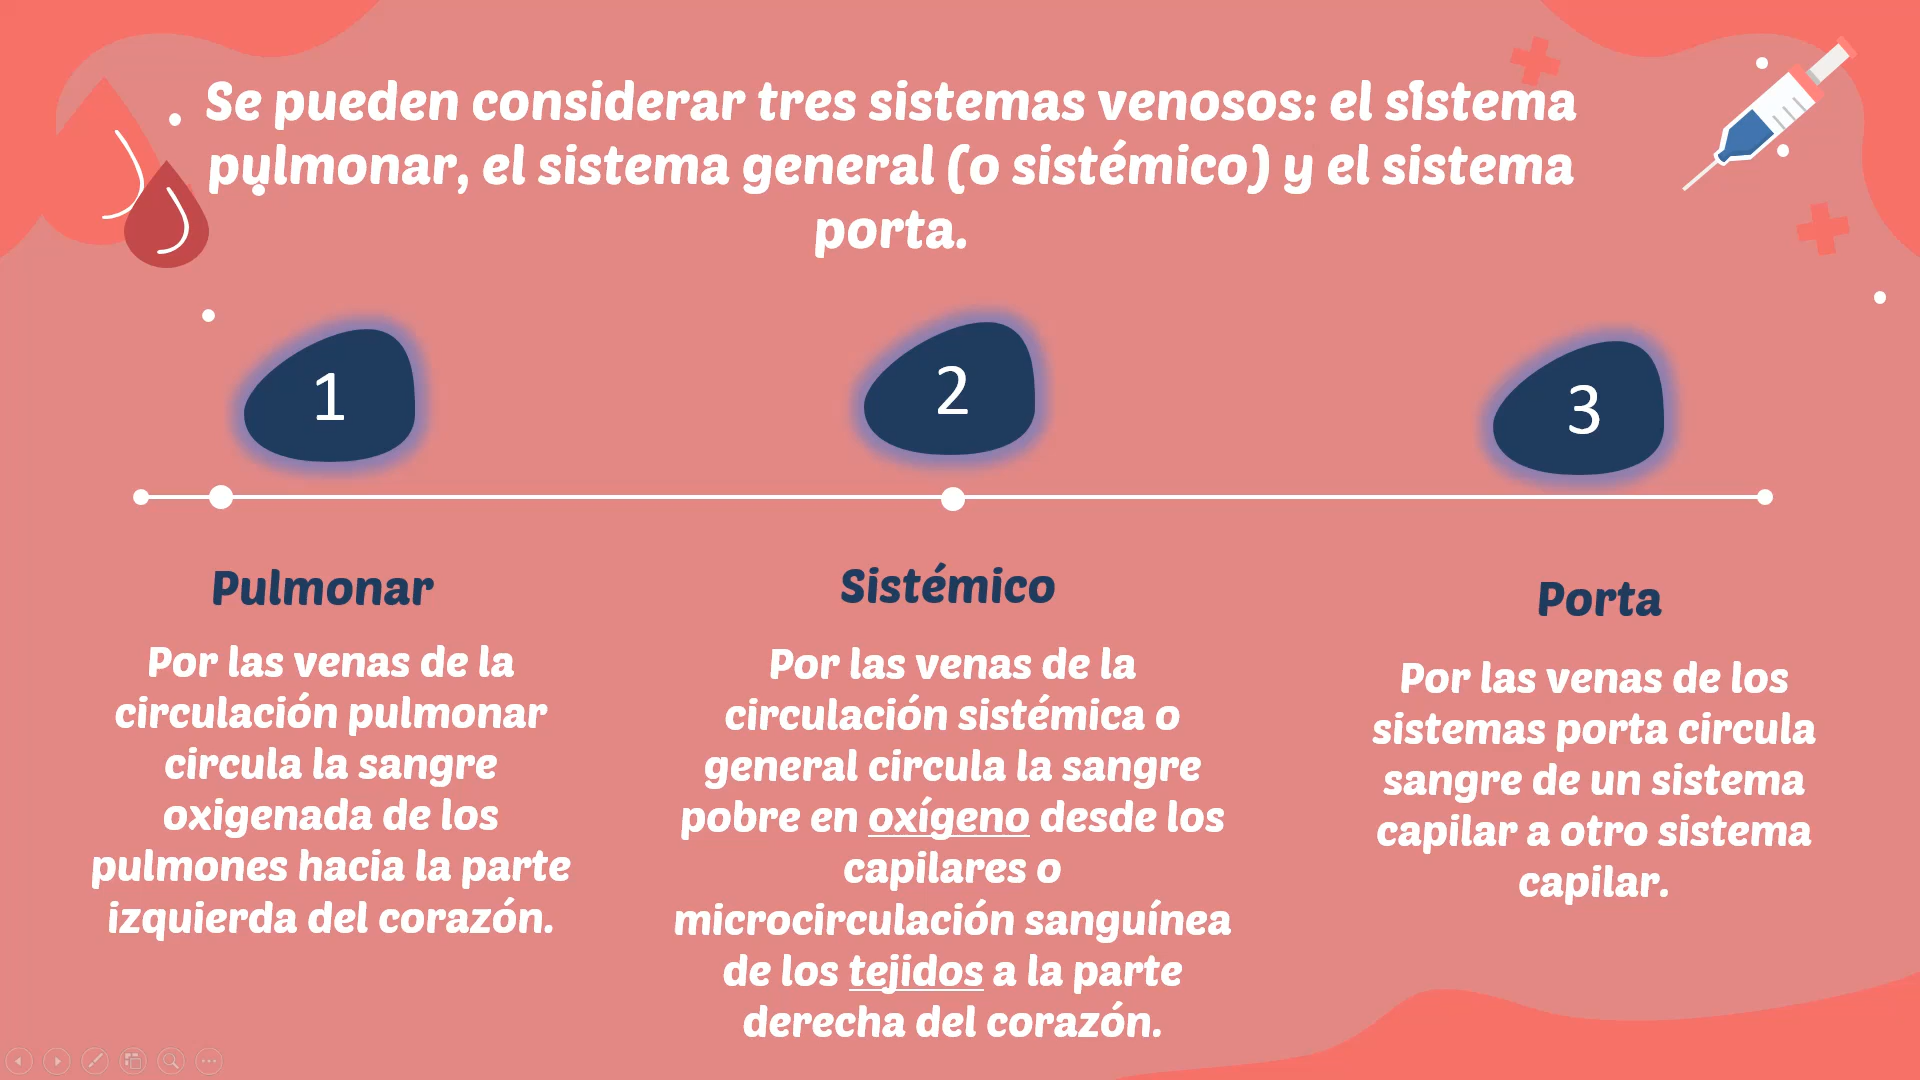 Se pueden considerar tres sistemas venosos: el sistema
pulmonar, el sistema general (o sistémico) y el sistema
porta.
1
2
3
Pulmonar
Por las venas de la
circulación pulmonar
circula la sangre
oxigenada de los
pulmones hacia la parte
izquierda del corazón.
Sistémico
Por las venas de la
circulación sistémica o
general circula la sangre
pobre en oxígeno desde los
capilares o
microcirculación sanguínea
de los tejidos a la parte
derecha del corazón.
Porta
Por las venas de los
sistemas porta circula
sangre de un sistema
capilar a otro sistema
capilar.